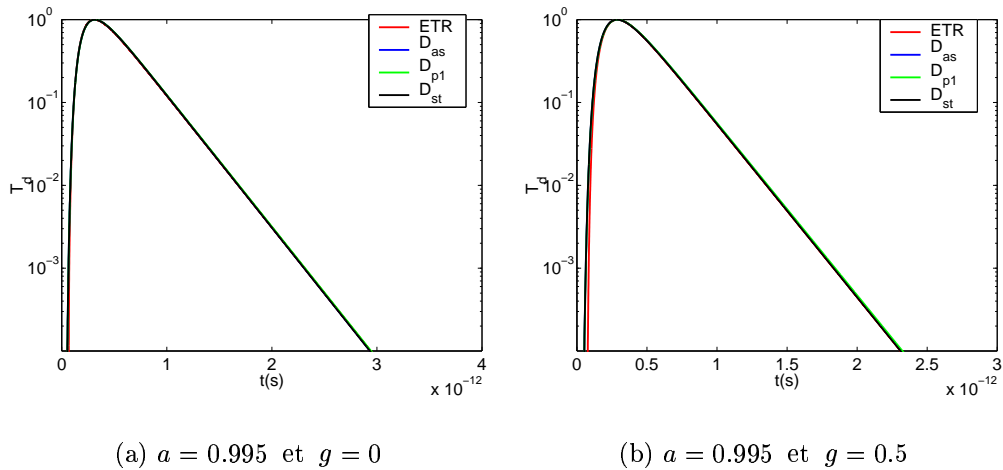 10^0
10^−1
10^−2
10^−3
T_d
ETR
D_as
D_p1
D_st
0 1 2 3 4
t(s)
x 10^−12
(a) a = 0.995 et g = 0
10^0
10^−1
10^−2
10^−3
T_d
ETR
D_as
D_p1
D_st
0 0.5 1 1.5 2 2.5 3
t(s)
x 10^−12
(b) a = 0.995 et g = 0.5